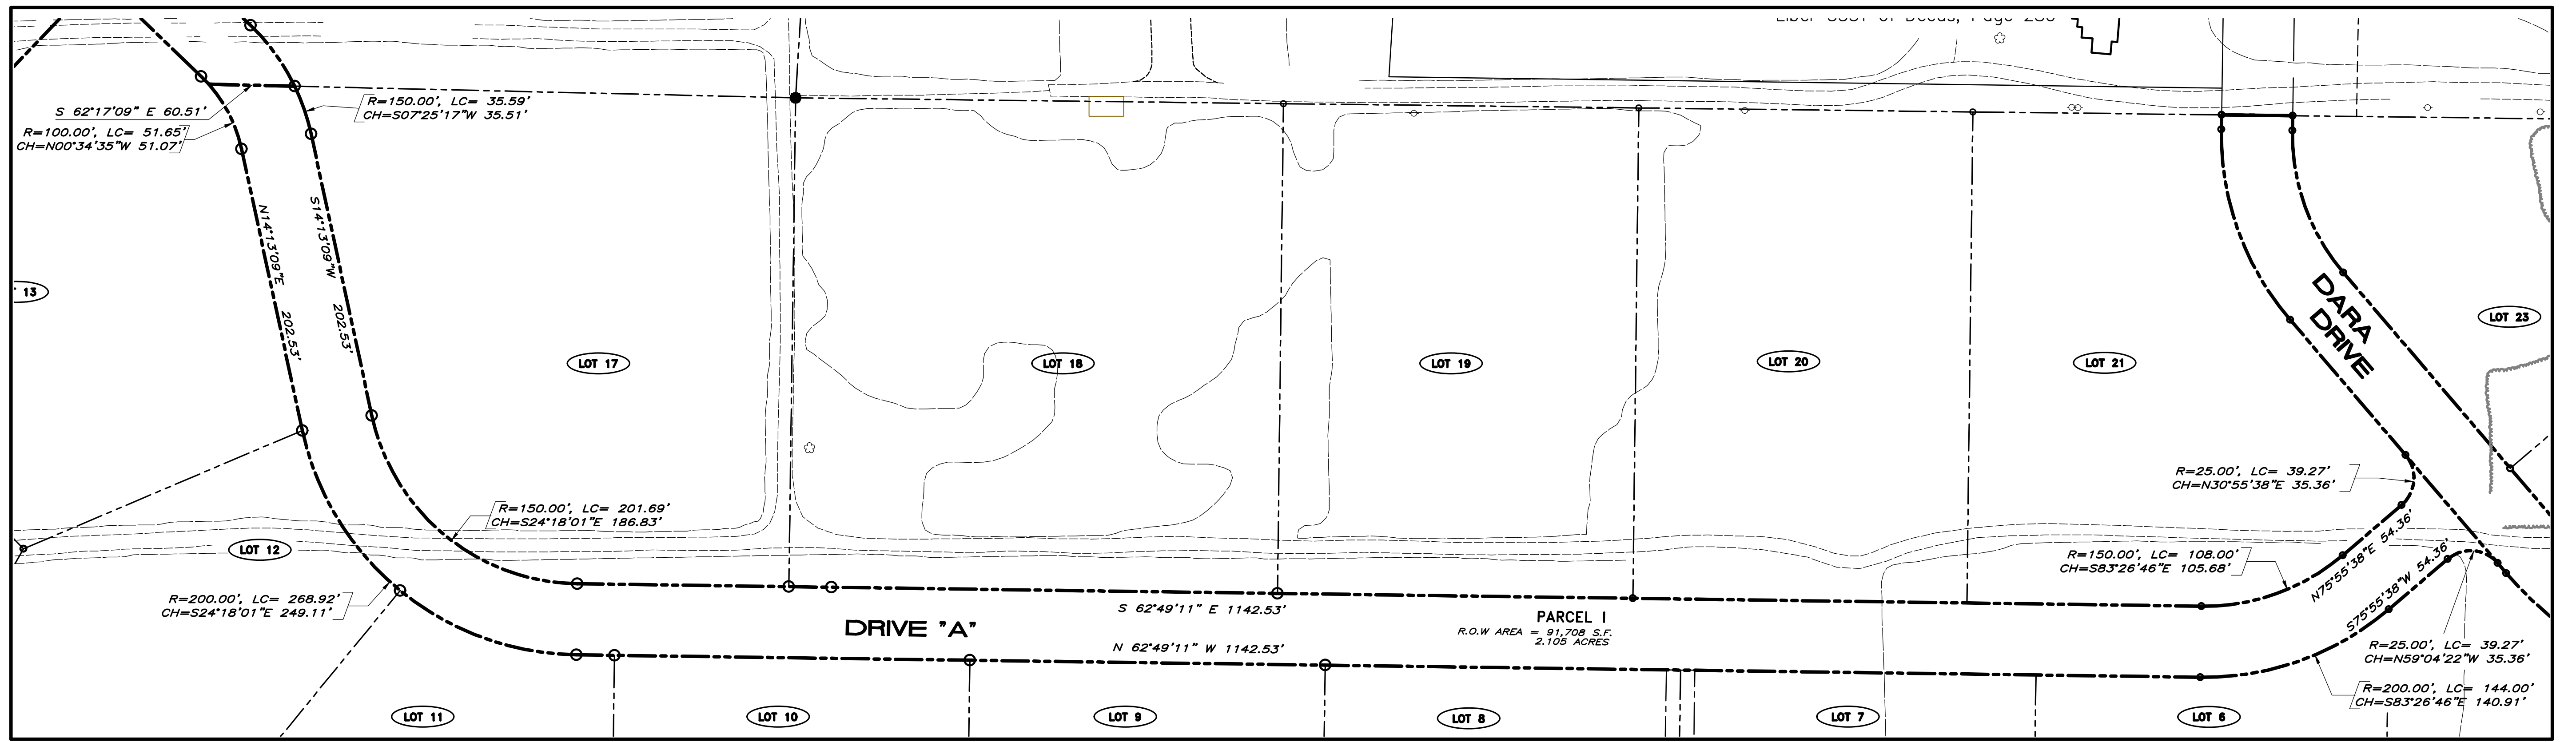 Liber 5381 of Deeds, Page 286
S 62°17'09" E 60.51'
R=100.00', LC= 51.65'
CH=N00°34'35"W 51.07'
R=150.00', LC= 35.59'
CH=S07°25'17"W 35.51'
N14°13'09"E 202.53'
S14°13'09"W 202.53'
13
LOT 17
LOT 18
LOT 19
LOT 20
LOT 21
DARA
DRIVE
LOT 23
R=150.00', LC= 201.69'
CH=S24°18'01"E 186.83'
R=25.00', LC= 39.27'
CH=N30°55'38"E 35.36'
LOT 12
R=200.00', LC= 268.92'
CH=S24°18'01"E 249.11'
R=150.00', LC= 108.00'
CH=S83°26'46"E 105.68'
N75°55'38"E 54.36'
S75°55'38"W 54.36'
S 62°49'11" E 1142.53'
DRIVE "A"
N 62°49'11" W 1142.53'
PARCEL I
R.O.W AREA = 91,708 S.F.
2.105 ACRES
R=25.00', LC= 39.27'
CH=N59°04'22"W 35.36'
R=200.00', LC= 144.00'
CH=S83°26'46"E 140.91'
LOT 11
LOT 10
LOT 9
LOT 8
LOT 7
LOT 6